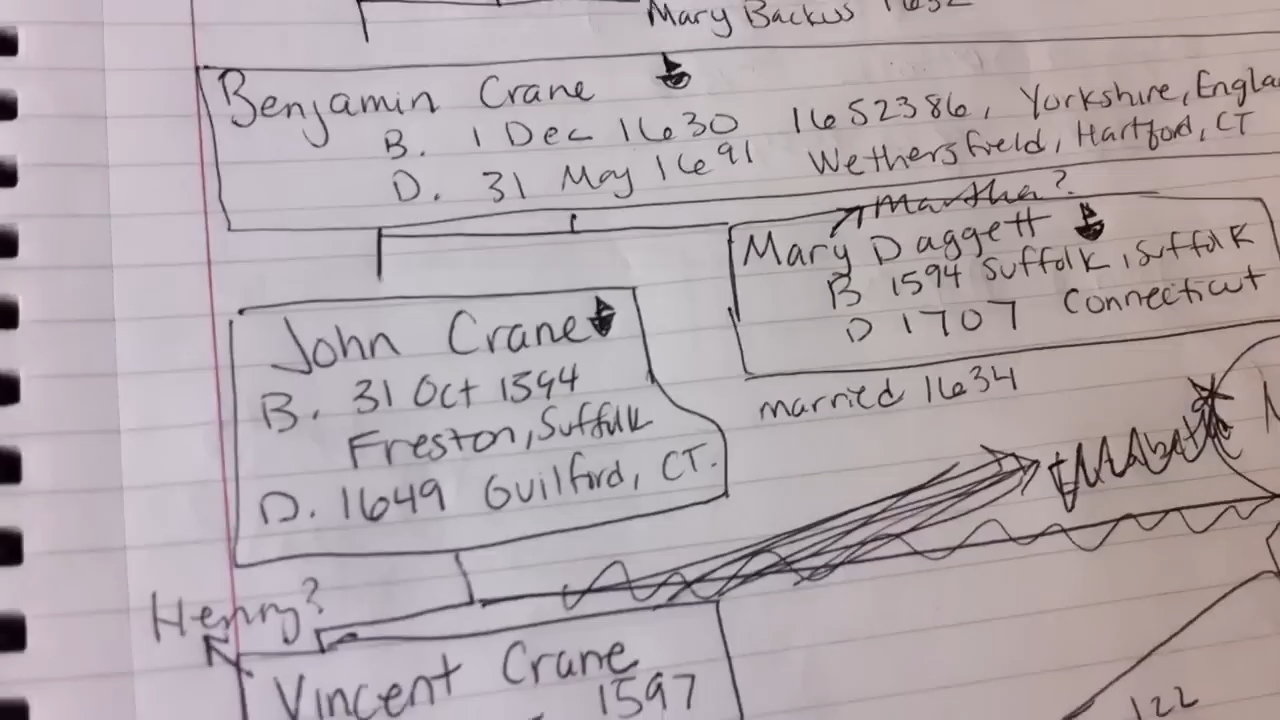 Mary Backus 1632
Benjamin Crane
B. 1 Dec 1630 1652386, Yorkshire, Engla
D. 31 May 1691 Wethersfield, Hartford, CT
Martha?
Mary Daggett
B 1594 Suffolk, Suffolk
D 1707 Connecticut
married 1634
John Crane
B. 31 Oct 1594
Freston, Suffulk
D. 1649 Guilford, CT.
Henry?
Vincent Crane
1597
122